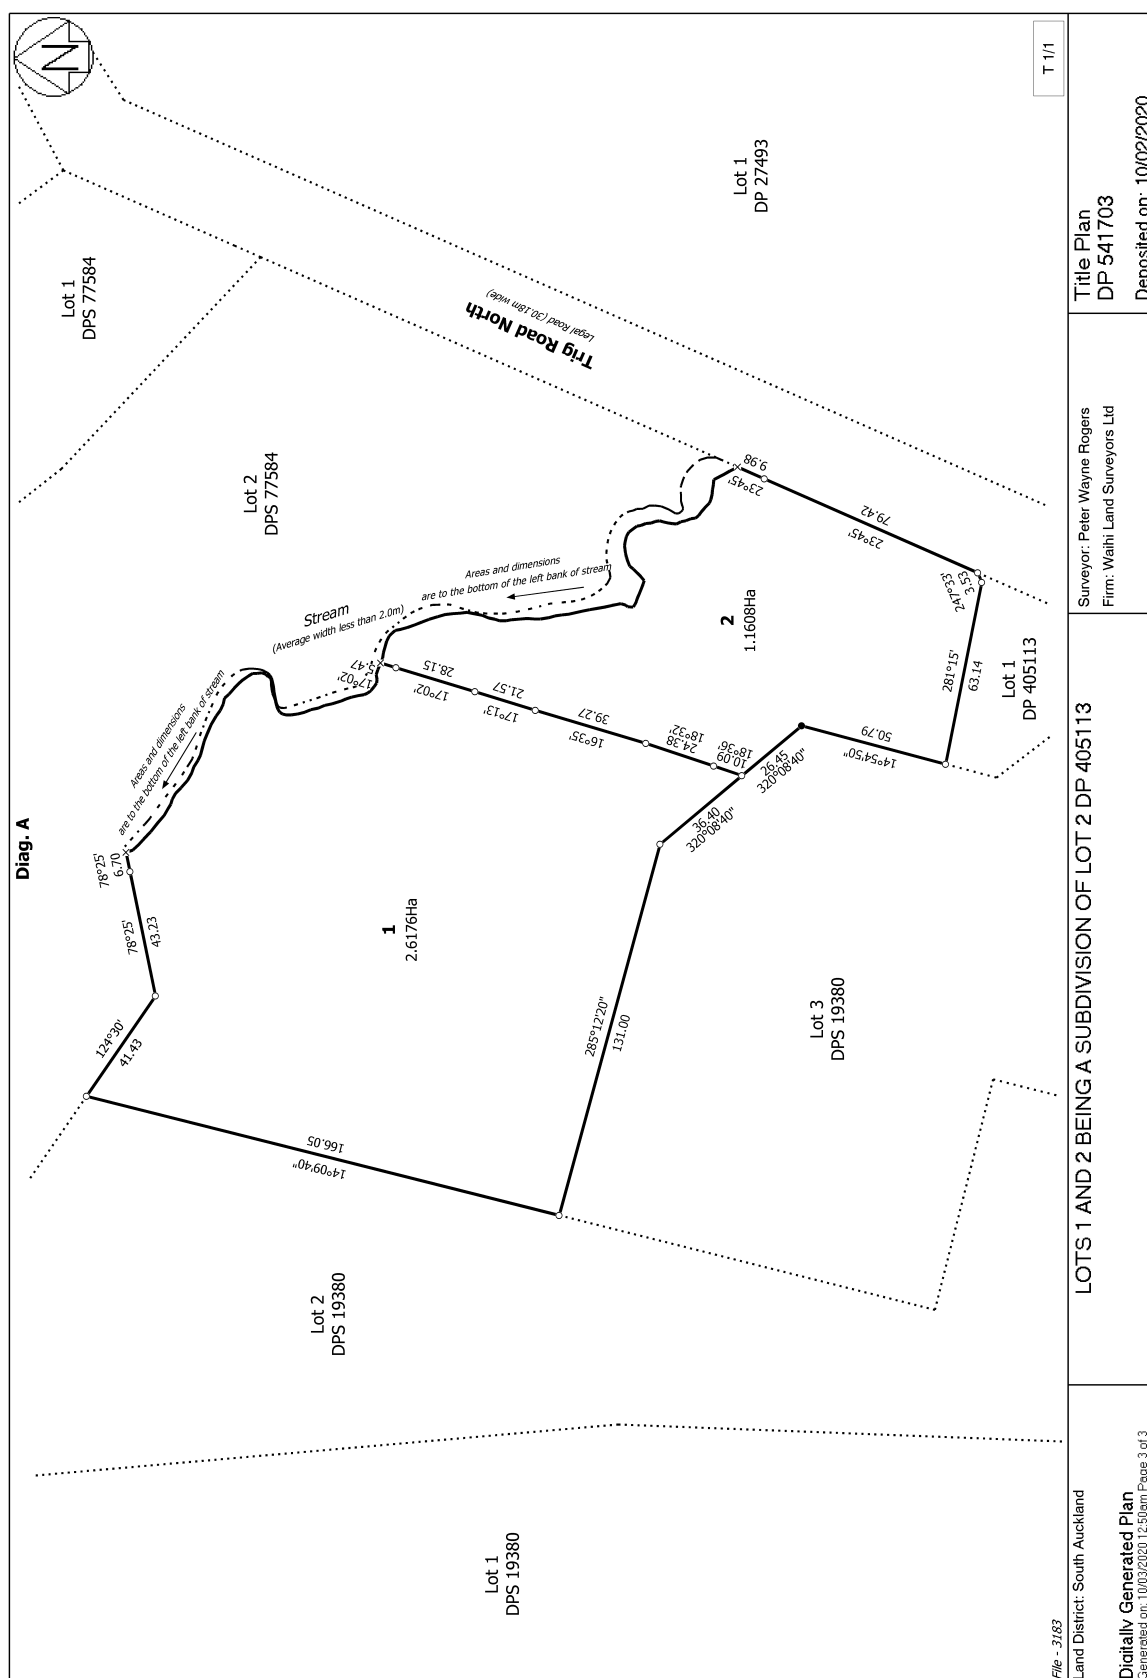 Diag. A
N
T 1/1
Lot 1
DPS 77584
Lot 2
DPS 77584
Lot 1
DP 27493
Trig Road North
Legal Road (30.18m wide)
Stream
(Average width less than 2.0m)
Areas and dimensions
are to the bottom of the left bank of stream
Areas and dimensions
are to the bottom of the left bank of stream
78°25'
6.70
78°25'
43.23
124°30'
41.43
166.05
14°09'40"
1
2.6176Ha
285°12'20"
131.00
36.40
320°08'40"
26.45
320°08'40"
10.09
18°36'
24.38
18°32'
39.27
16°35'
21.57
17°13'
28.15
17°02'
5.47
17°02'
2
1.1608Ha
9.98
23°45'
79.42
23°45'
247°33'
3.53
281°15'
63.14
50.79
14°54'50"
Lot 1
DP 405113
Lot 3
DPS 19380
Lot 2
DPS 19380
Lot 1
DPS 19380
File - 3183
Land District: South Auckland
Digitally Generated Plan
Generated on: 10/03/2020 12:50am Page 3 of 3
LOTS 1 AND 2 BEING A SUBDIVISION OF LOT 2 DP 405113
Surveyor: Peter Wayne Rogers
Firm: Waihi Land Surveyors Ltd
Title Plan
DP 541703
Deposited on: 10/02/2020